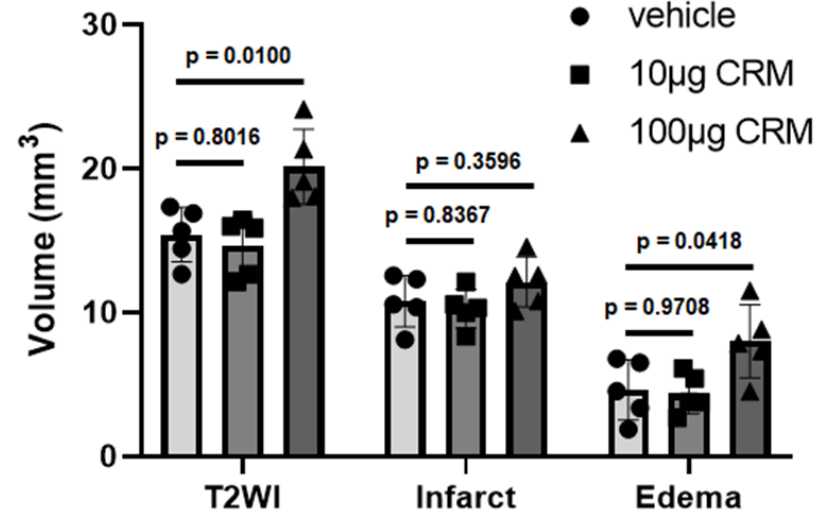 vehicle
10µg CRM
100µg CRM
Volume (mm³)
30
20
10
0
p = 0.0100
p = 0.8016
p = 0.3596
p = 0.8367
p = 0.0418
p = 0.9708
T2WI
Infarct
Edema